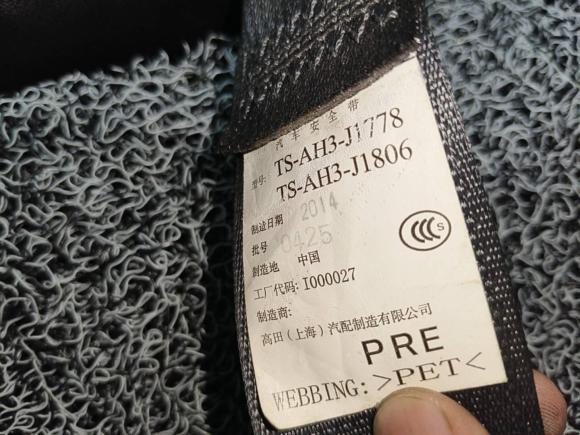 汽车安全带
型号: TS-AH3-J1778
TS-AH3-J1806
制造日期 2014
批号 0425
制造地 中国
工厂代码: I000027
制造商:
高田(上海)汽配制造有限公司
PRE
WEBBING: >PET<
CCC S